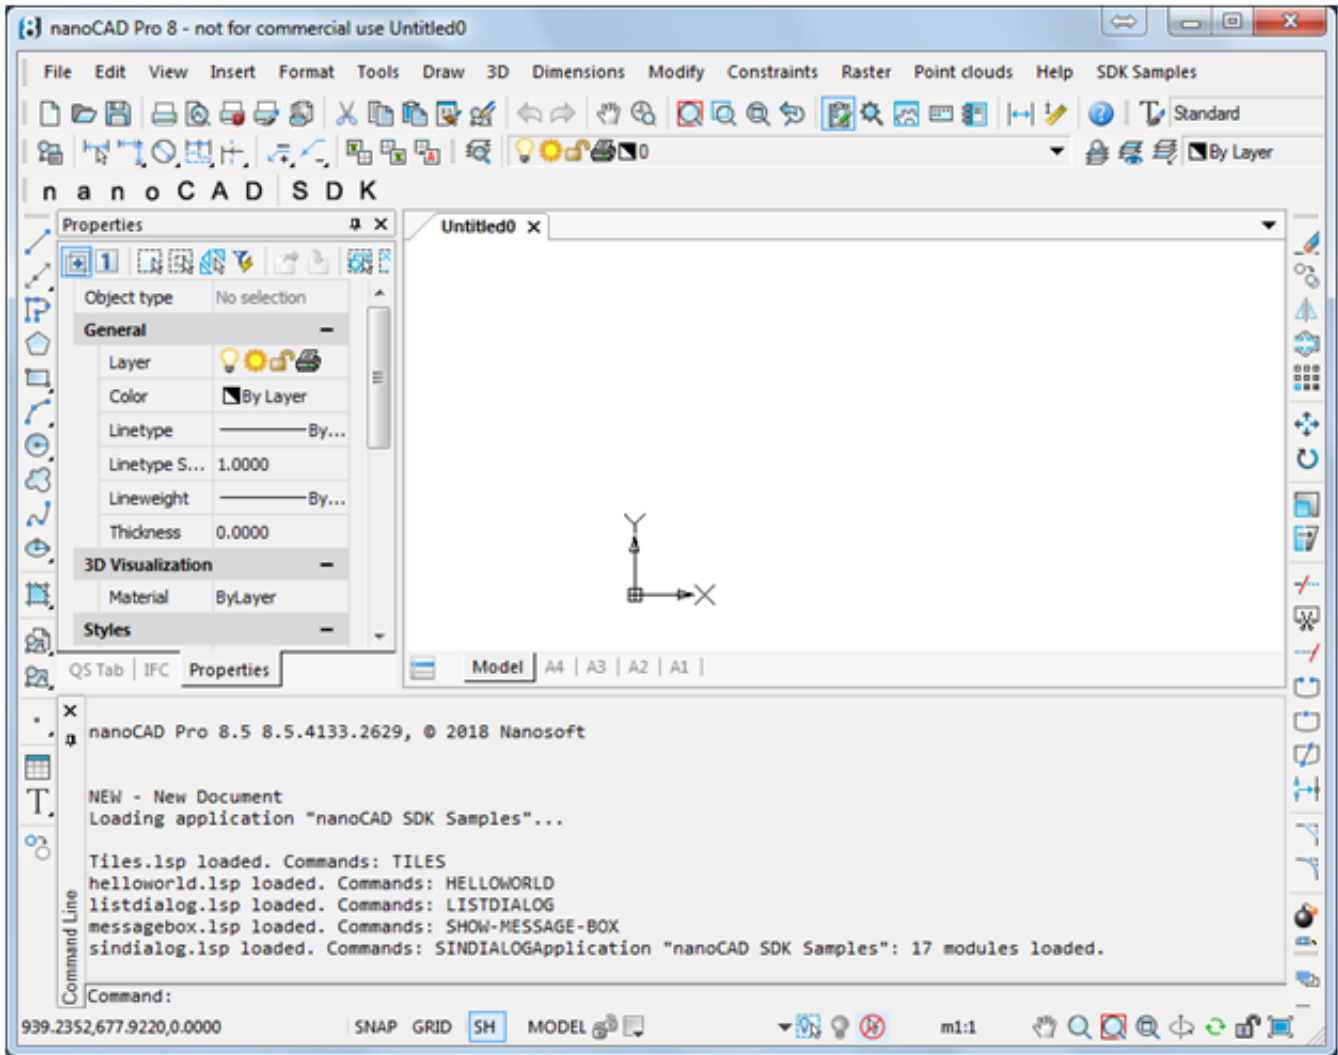 nanoCAD Pro 8 - not for commercial use Untitled0
File Edit View Insert Format Tools Draw 3D Dimensions Modify Constraints Raster Point clouds Help SDK Samples
Standard
0 By Layer
nanoCAD SDK
Properties
Untitled0
1
Object type No selection
General
Layer
Color By Layer
Linetype By...
Linetype S... 1.0000
Lineweight By...
Thickness 0.0000
3D Visualization
Material ByLayer
Styles
QS Tab IFC Properties
Y
X
Model A4 A3 A2 A1
nanoCAD Pro 8.5 8.5.4133.2629, © 2018 Nanosoft
NEW - New Document
Loading application "nanoCAD SDK Samples"...
Tiles.lsp loaded. Commands: TILES
helloworld.lsp loaded. Commands: HELLOWORLD
listdialog.lsp loaded. Commands: LISTDIALOG
messagebox.lsp loaded. Commands: SHOW-MESSAGE-BOX
sindialog.lsp loaded. Commands: SINDIALOGApplication "nanoCAD SDK Samples": 17 modules loaded.
Command Line
Command:
939.2352,677.9220,0.0000 SNAP GRID SH MODEL m1:1